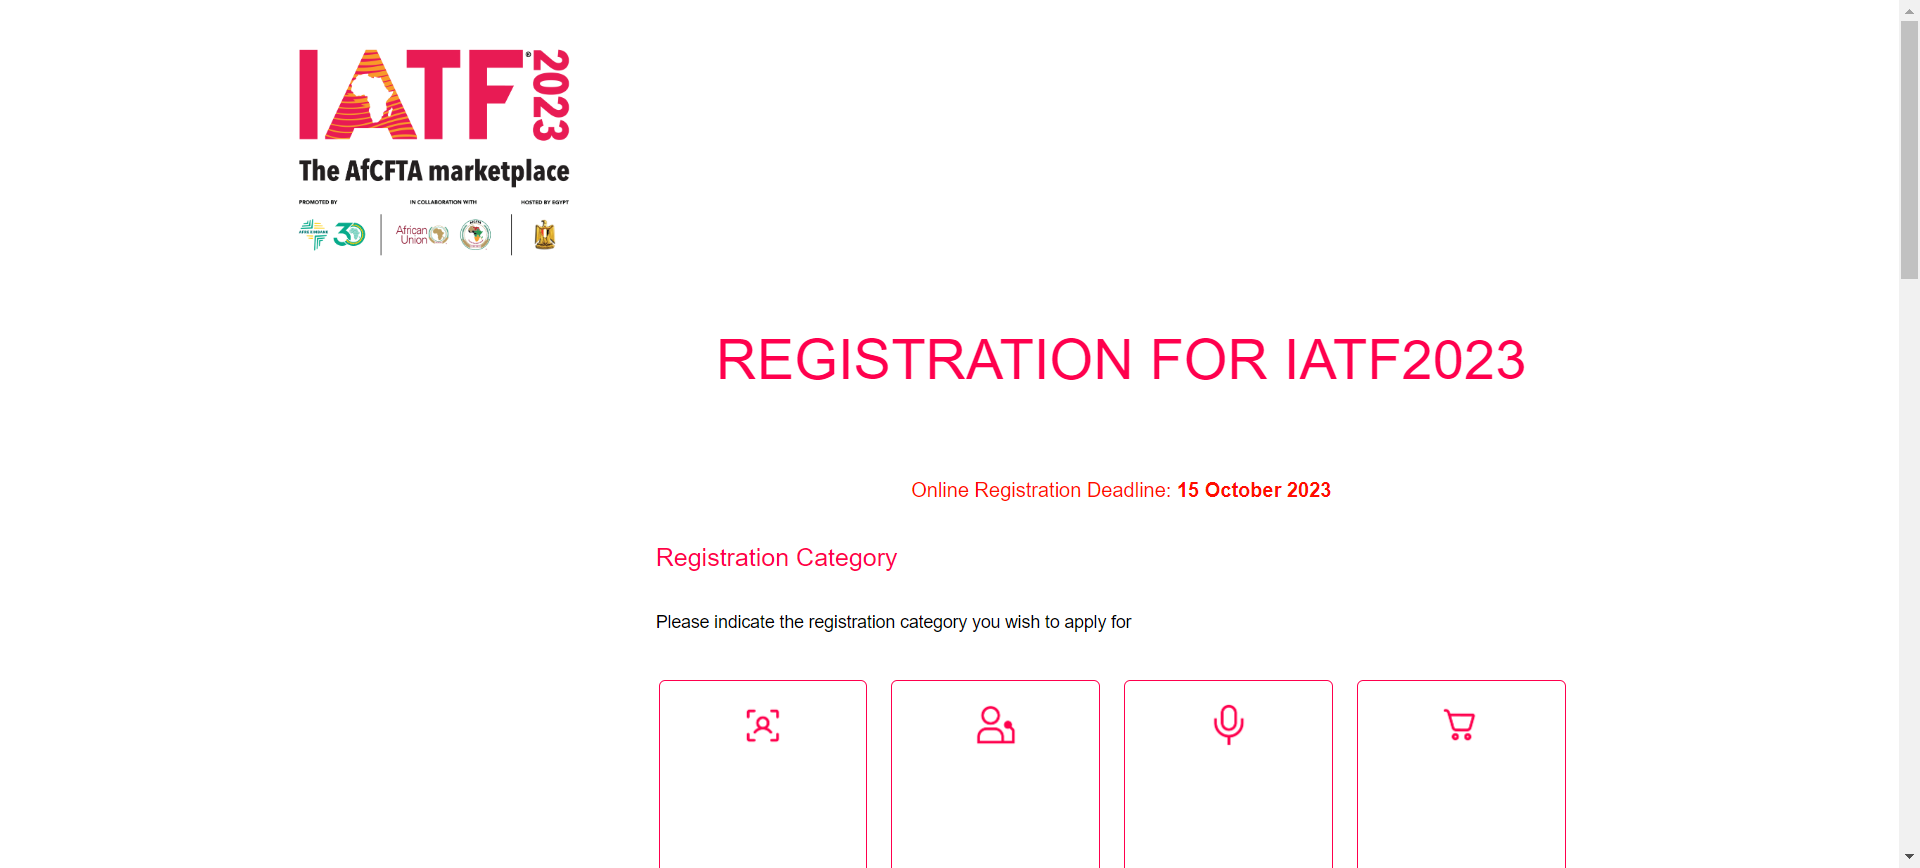 IATF® 2023
The AfCFTA marketplace
PROMOTED BY
IN COLLABORATION WITH
HOSTED BY EGYPT
30
African
Union
REGISTRATION FOR IATF2023
Online Registration Deadline: 15 October 2023
Registration Category
Please indicate the registration category you wish to apply for